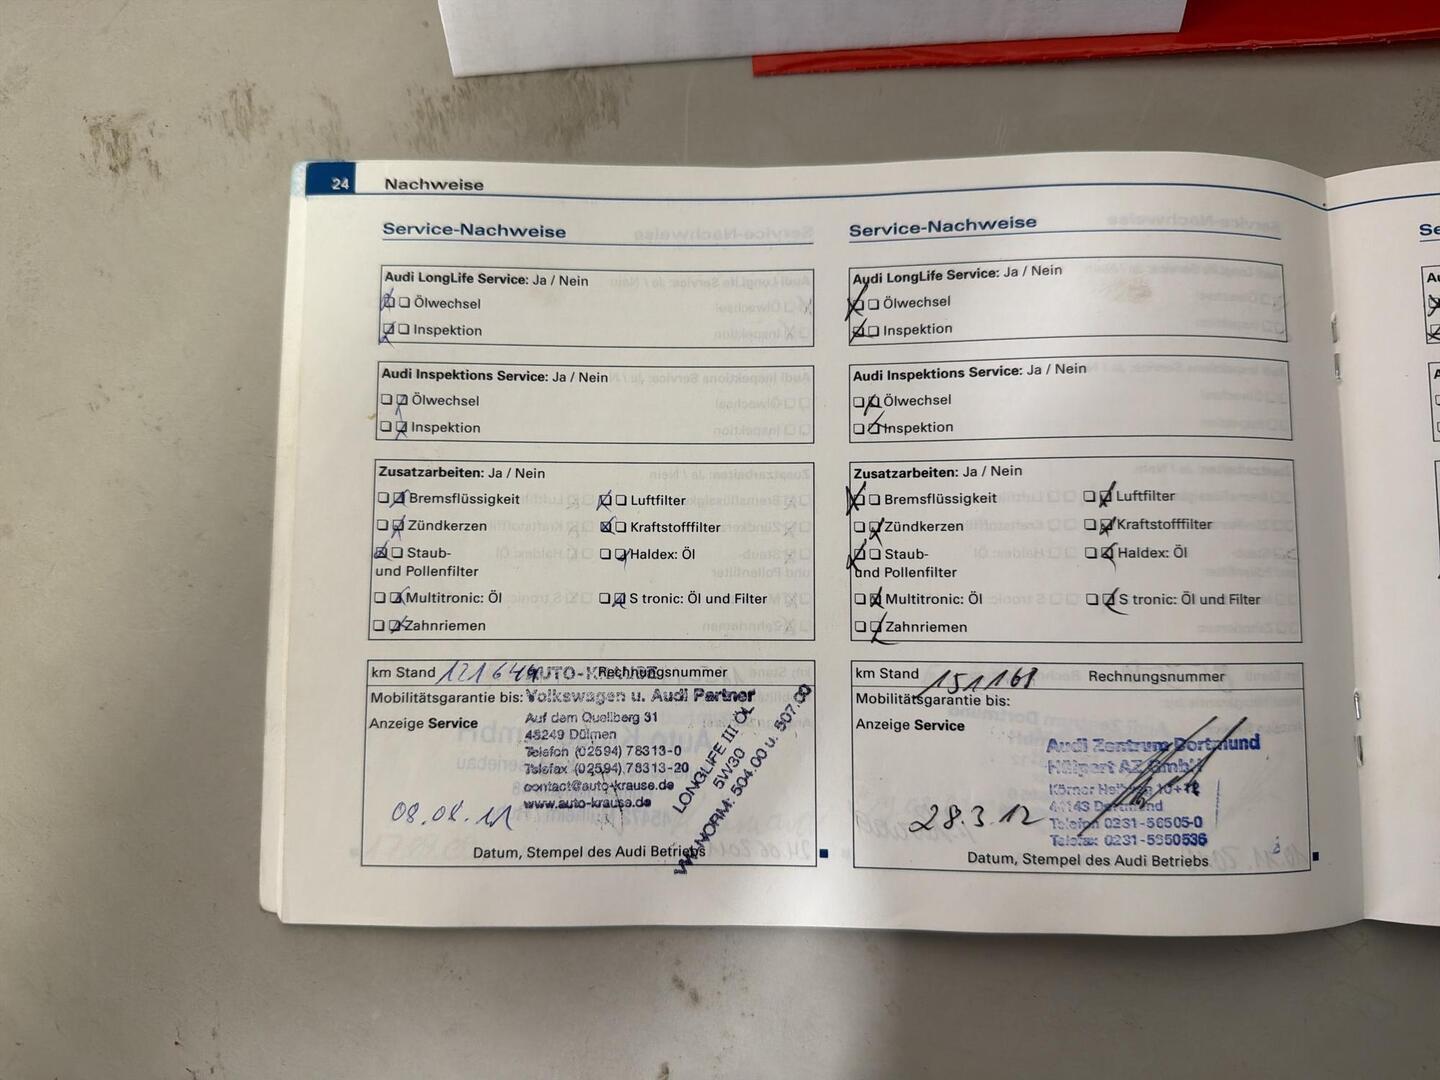 24 Nachweise
Service-Nachweise
Audi LongLife Service: Ja / Nein
Ölwechsel
Inspektion
Audi Inspektions Service: Ja / Nein
Ölwechsel
Inspektion
Zusatzarbeiten: Ja / Nein
Bremsflüssigkeit Luftfilter
Zündkerzen Kraftstofffilter
Staub- Haldex: Öl
und Pollenfilter
Multitronic: Öl S tronic: Öl und Filter
Zahnriemen
km Stand Rechnungsnummer
AUTO-KRAUSE
Mobilitätsgarantie bis:
Volkswagen u. Audi Partner
Anzeige Service
Auf dem Quellberg 31
48249 Dülmen
Telefon (02594) 78313-0
Telefax (02594) 78313-20
contact@auto-krause.de
www.auto-krause.de
LONGLIFE III ÖL
5W30
VW NORM: 504.00 u. 507.00
Datum, Stempel des Audi Betriebs
Service-Nachweise
Audi LongLife Service: Ja / Nein
Ölwechsel
Inspektion
Audi Inspektions Service: Ja / Nein
Ölwechsel
Inspektion
Zusatzarbeiten: Ja / Nein
Bremsflüssigkeit Luftfilter
Zündkerzen Kraftstofffilter
Staub- Haldex: Öl
und Pollenfilter
Multitronic: Öl S tronic: Öl und Filter
Zahnriemen
km Stand 151168 Rechnungsnummer
Mobilitätsgarantie bis:
Anzeige Service
Audi Zentrum Dortmund
Hülpert AZ GmbH
44143 Dortmund
Telefon 0231-56505-0
Telefax 0231-5650536
28.3.12
Datum, Stempel des Audi Betriebs